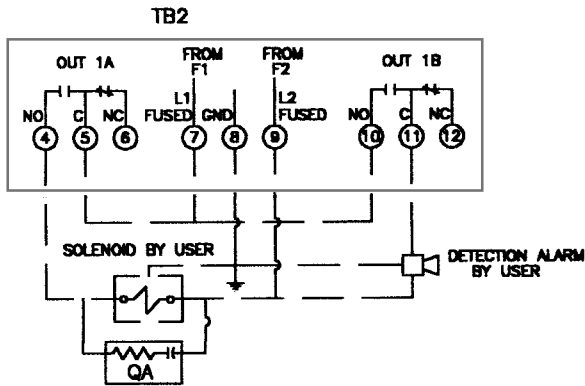 TB2
OUT 1A
FROM
F1
FROM
F2
OUT 1B
NO
C
NC
L1
FUSED
GND
L2
FUSED
NO
C
NC
4
5
6
7
8
9
10
11
12
SOLENOID BY USER
DETECTION ALARM
BY USER
QA